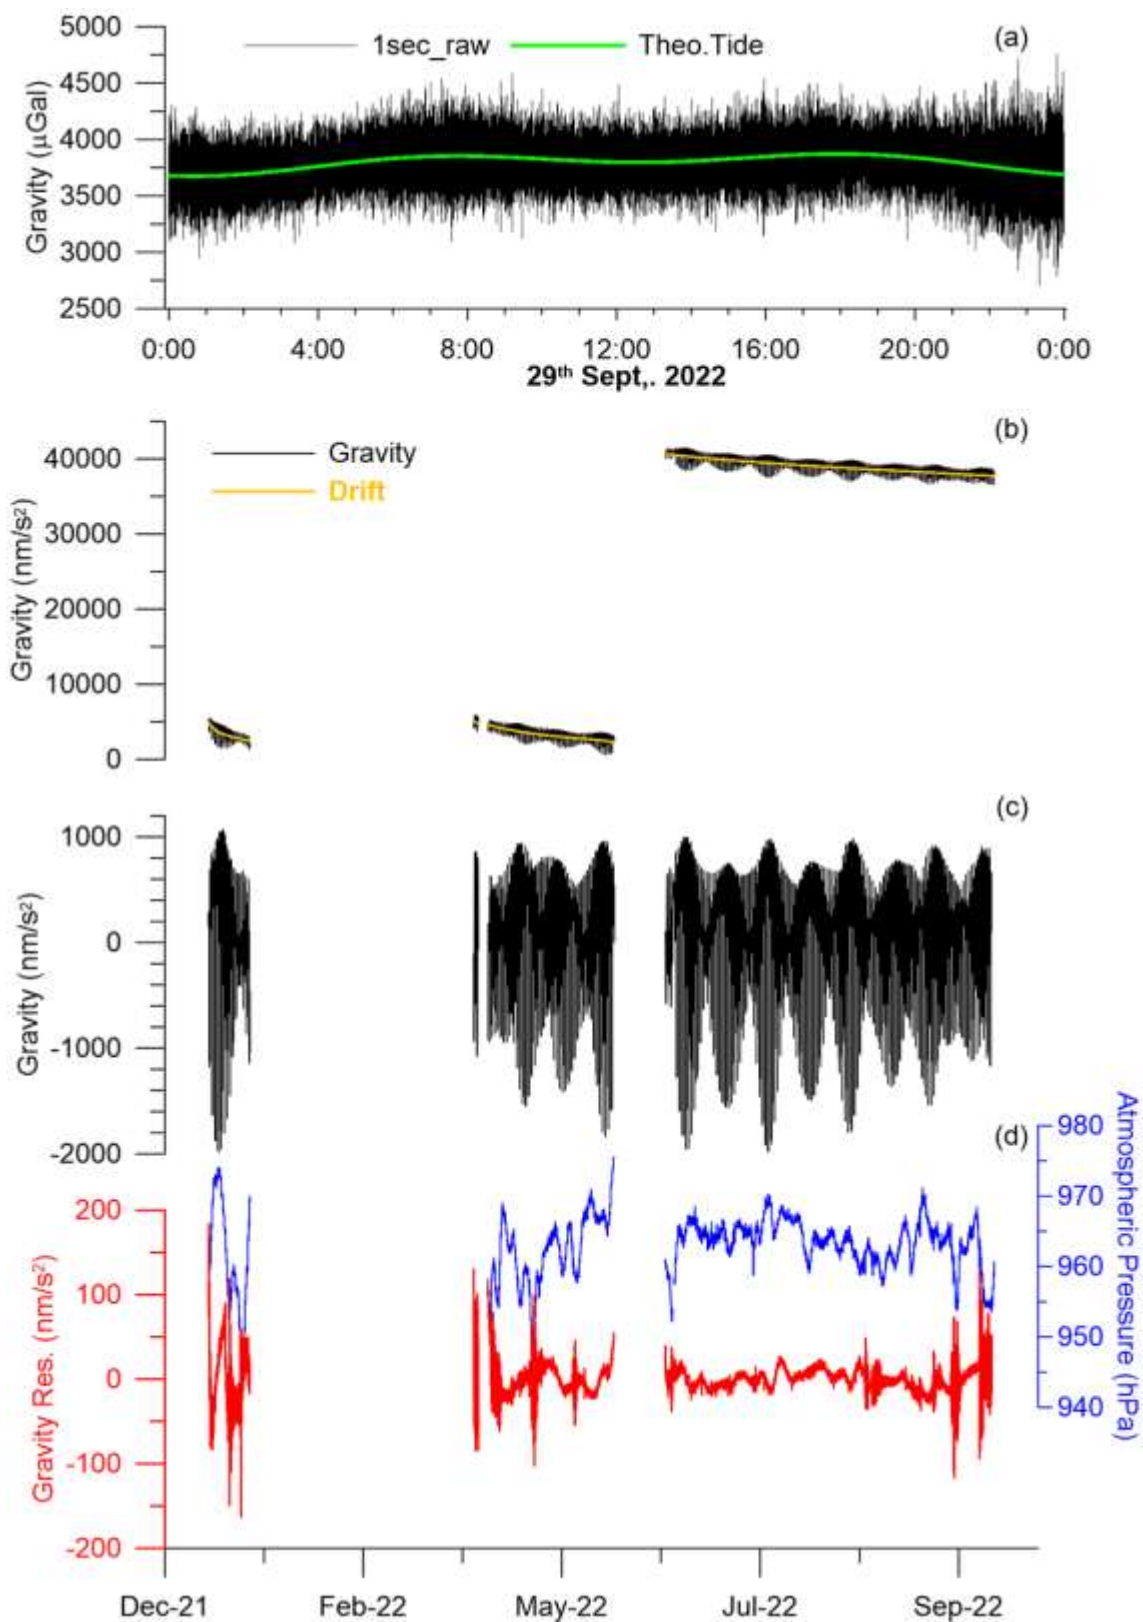 5000
1sec_raw Theo.Tide (a)
4500
4000
3500
3000
2500
Gravity (µGal)
0:00 4:00 8:00 12:00 16:00 20:00 0:00
29th Sept,. 2022
(b)
Gravity
Drift
40000
30000
20000
10000
0
Gravity (nm/s²)
(c)
1000
0
-1000
-2000
Gravity (nm/s²)
(d)
200
100
0
-100
-200
Gravity Res. (nm/s²)
980
970
960
950
940
Atmospheric Pressure (hPa)
Dec-21 Feb-22 May-22 Jul-22 Sep-22